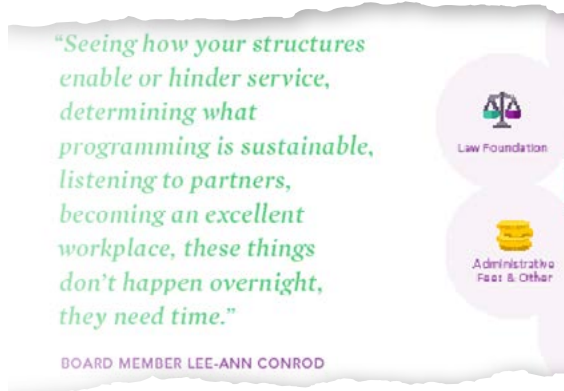 “Seeing how your structures
enable or hinder service,
determining what
programming is sustainable,
listening to partners,
becoming an excellent
workplace, these things
don’t happen overnight,
they need time.”
BOARD MEMBER LEE-ANN CONROD
Law Foundation
Administrative
Fees & Other